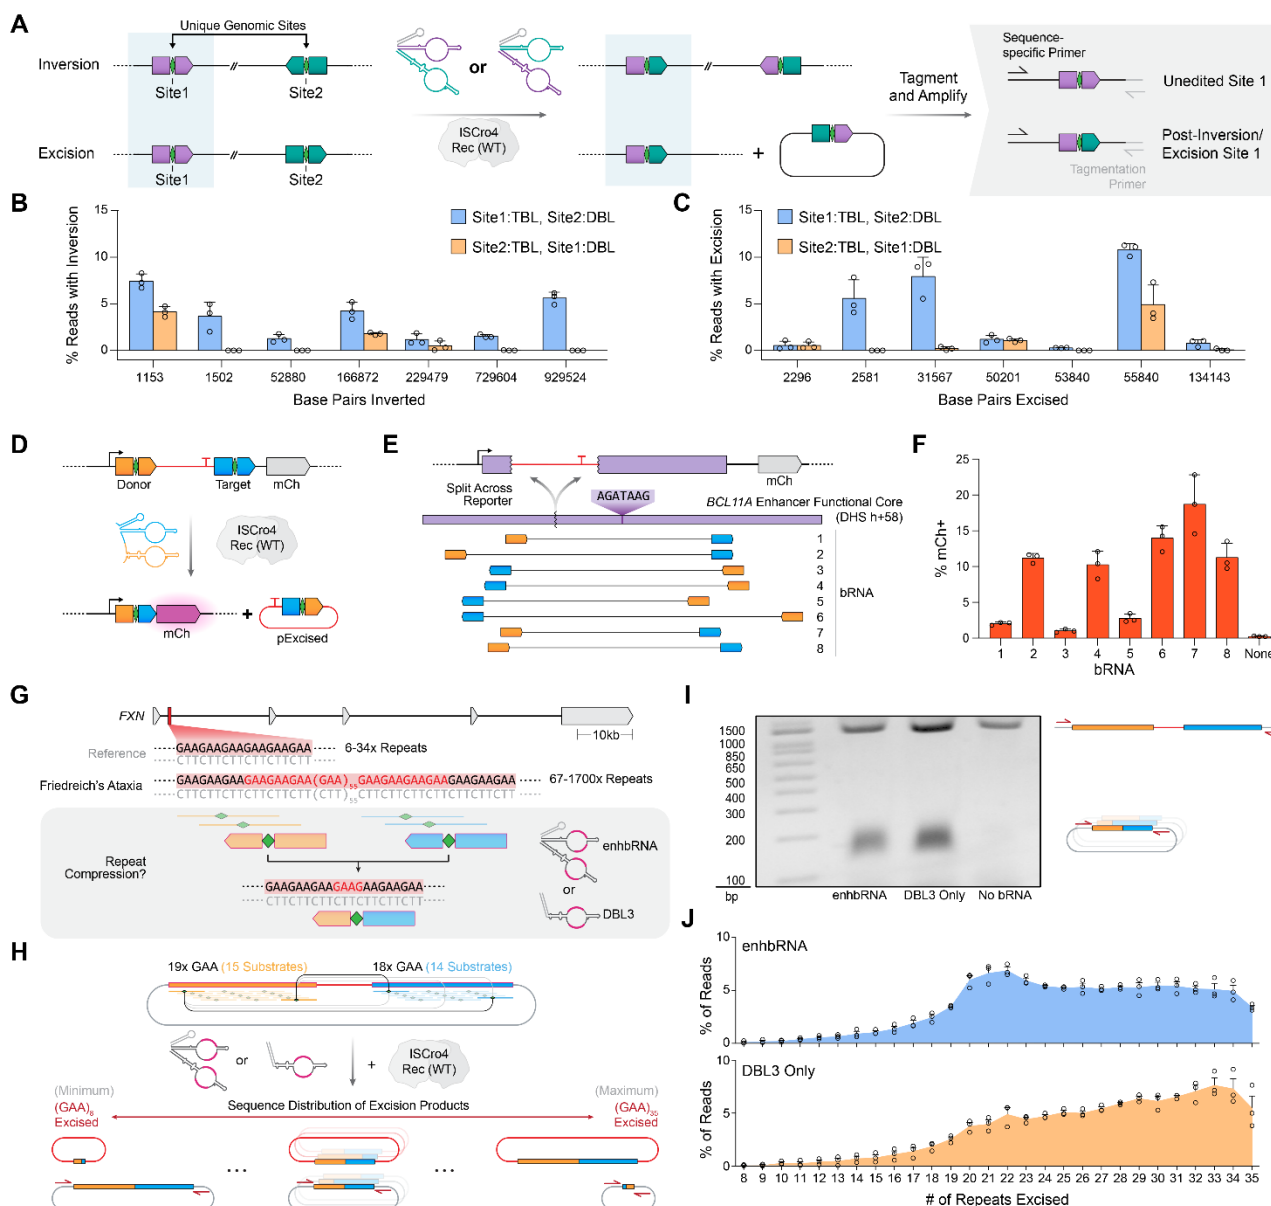 A
Unique Genomic Sites
Inversion
Site1
Site2
Excision
Site1
Site2
or
ISCro4
Rec (WT)
+
Tagment
and Amplify
Sequence-
specific Primer
Unedited Site 1
Post-Inversion/
Excision Site 1
Tagmentation
Primer
B
% Reads with Inversion
15
10
5
0
Site1:TBL, Site2:DBL
Site2:TBL, Site1:DBL
1153 1502 52880 166872 229479 729604 929524
Base Pairs Inverted
C
% Reads with Excision
15
10
5
0
Site1:TBL, Site2:DBL
Site2:TBL, Site1:DBL
2296 2581 31567 50201 53840 55840 134143
Base Pairs Excised
D
Donor
Target
mCh
ISCro4
Rec (WT)
mCh
+
pExcised
E
Split Across
Reporter
mCh
AGATAAG
BCL11A Enhancer Functional Core
(DHS h+58)
1
2
3
4
5
6
7
8
bRNA
F
% mCh+
25
20
15
10
5
0
1 2 3 4 5 6 7 8 None
bRNA
G
FXN
10kb
Reference
GAAGAAGAAGAAGAAGAA
CTTCTTCTTCTTCTTCTT
6-34x Repeats
Friedreich's Ataxia
GAAGAAGAAGAAGAAGAA(GAA)55GAAGAAGAAGAAGAAGAA
CTTCTTCTTCTTCTTCTT(CTT)55CTTCTTCTTCTTCTTCTT
67-1700x Repeats
Repeat
Compression?
GAAGAAGAAGAAGAAGAAGAA
CTTCTTCTTCTTCTTCTTCTT
enhbRNA
or
DBL3
H
19x GAA (15 Substrates)
18x GAA (14 Substrates)
or
+
ISCro4
Rec (WT)
Sequence Distribution of Excision Products
(Minimum)
(GAA)8
Excised
(Maximum)
(GAA)35
Excised
... ...
I
1500
1000
850
650
500
400
300
200
100
bp
enhbRNA
DBL3 Only
No bRNA
J
enhbRNA
% of Reads
10
5
0
DBL3 Only
% of Reads
10
5
0
8 9 10 11 12 13 14 15 16 17 18 19 20 21 22 23 24 25 26 27 28 29 30 31 32 33 34 35
# of Repeats Excised